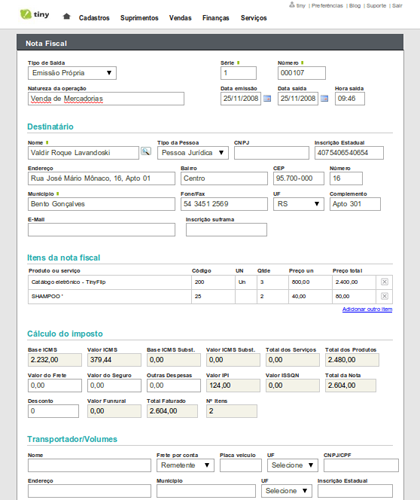 tiny | Preferências | Blog | Suporte | Sair
tiny
Cadastros Suprimentos Vendas Finanças Serviços
Nota Fiscal
Tipo de Saída Série Número
Emissão Própria 1 000107
Natureza da operação Data emissão Data saída Hora saída
Venda de Mercadorias 25/11/2008 25/11/2008 09:46
Destinatário
Nome Tipo da Pessoa CNPJ Inscrição Estadual
Valdir Roque Lavandoski Pessoa Jurídica 4075406540654
Endereço Bairro CEP Número
Rua José Mário Mônaco, 16, Apto 01 Centro 95.700-000 16
Município Fone/Fax UF Complemento
Bento Gonçalves 54 3451 2569 RS Apto 301
E-Mail Inscrição suframa
Itens da nota fiscal
Produto ou serviço Código UN Qtde Preço un Preço total
Catálogo eletrônico - TinyFlip 200 Un 3 800,00 2.400,00
SHAMPOO ' 25 2 40,00 80,00
Adicionar outro item
Cálculo do imposto
Base ICMS Valor ICMS Base ICMS Subst. Valor ICMS Subst. Total dos Serviços Total dos Produtos
2.232,00 379,44 0,00 0,00 0,00 2.480,00
Valor do Frete Valor do Seguro Outras Despesas Valor IPI Valor ISSQN Total da Nota
0,00 0,00 0,00 124,00 0,00 2.604,00
Desconto Valor Funrural Total Faturado Nº Itens
0 0,00 2.604,00 2
Transportador/Volumes
Nome Frete por conta Placa veículo UF CNPJ/CPF
Remetente Selecione
Endereço Município UF Inscrição Estadual
Selecione